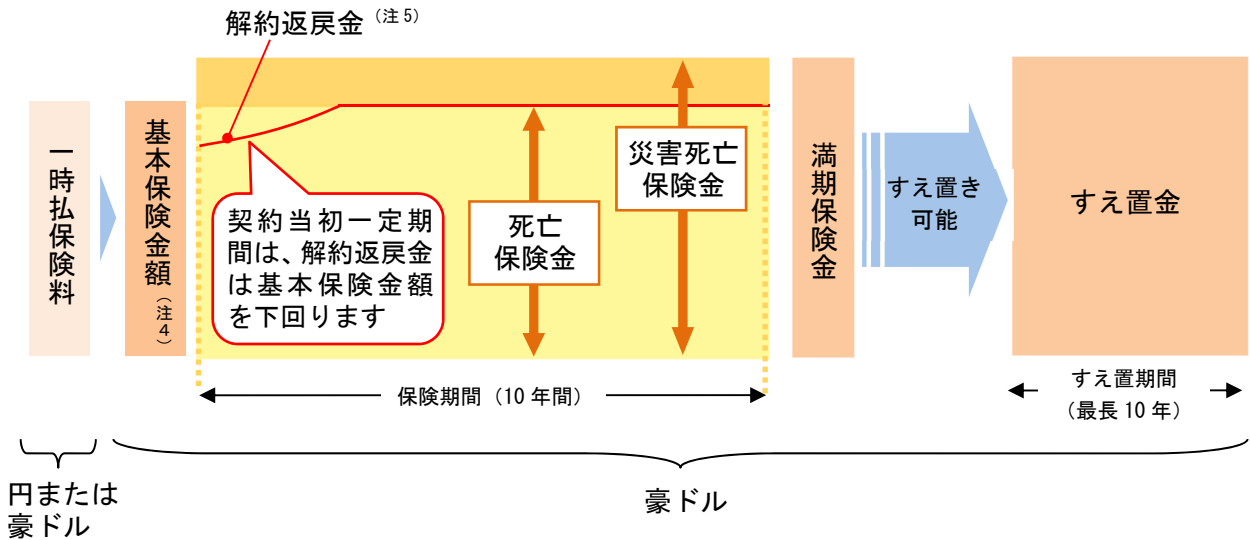 解約返戻金（注５）
一時払保険料
基本保険金額（注４）
契約当初一定期
間は、解約返戻金
は基本保険金額
を下回ります
死亡
保険金
災害死亡
保険金
満期保険金
すえ置き
可能
すえ置金
保険期間（10 年間）
すえ置期間
（最長 10 年）
円または
豪ドル
豪ドル